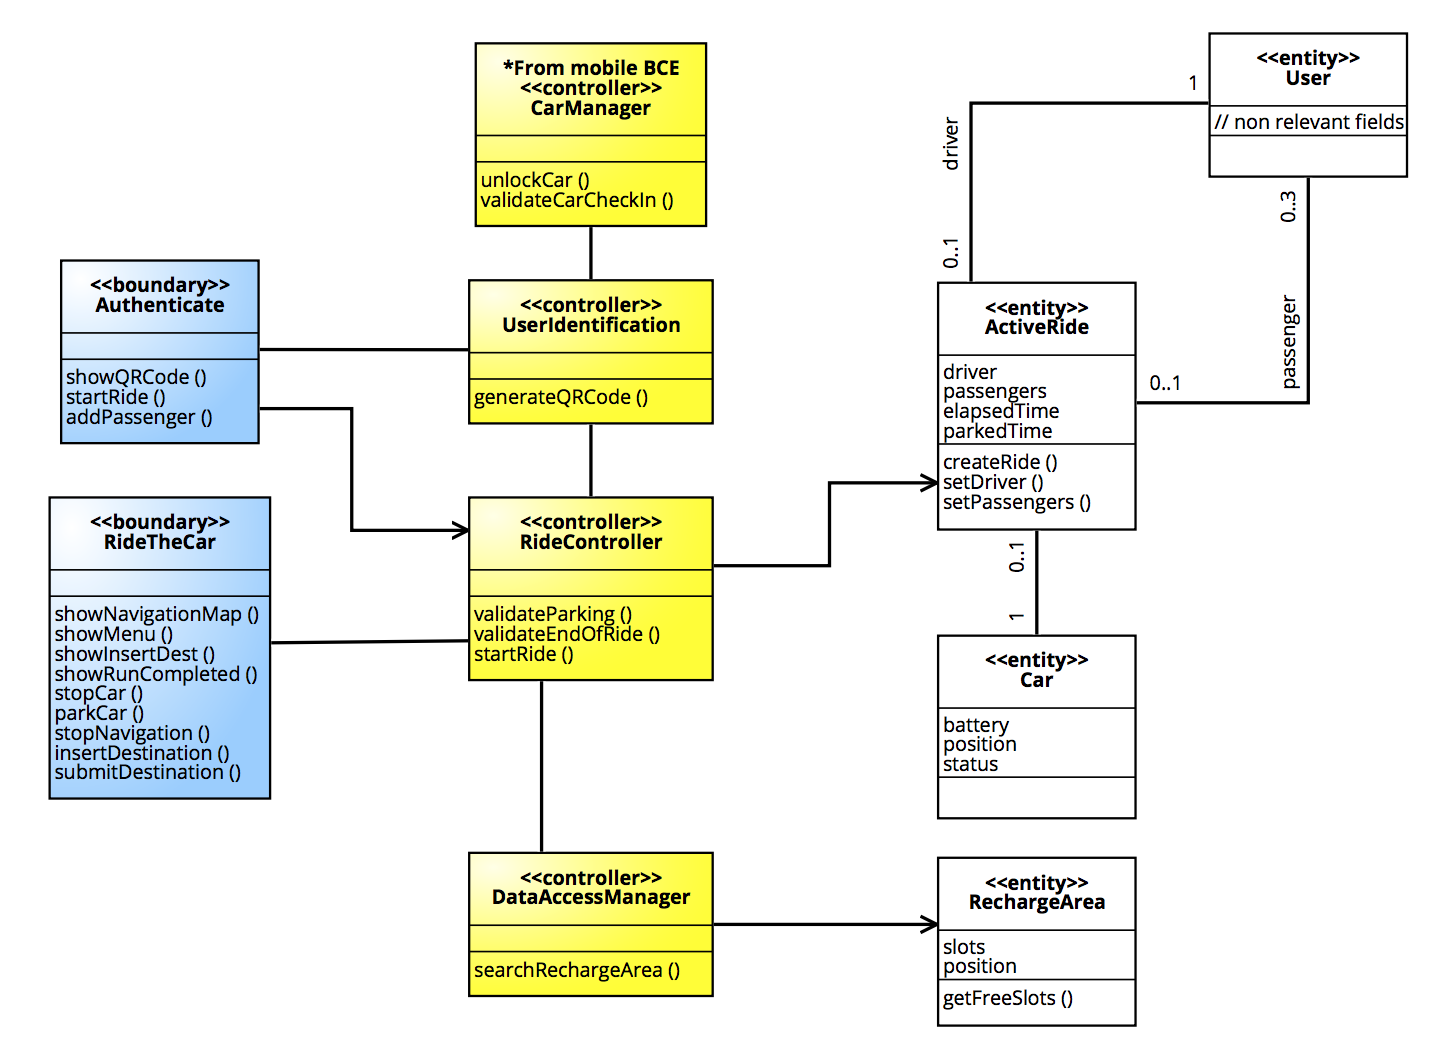 *From mobile BCE
<<controller>>
CarManager
unlockCar ()
validateCarCheckIn ()
<<entity>>
User
// non relevant fields
1
driver
0..1
0..3
passenger
0..1
<<boundary>>
Authenticate
showQRCode ()
startRide ()
addPassenger ()
<<controller>>
UserIdentification
generateQRCode ()
<<entity>>
ActiveRide
driver
passengers
elapsedTime
parkedTime
createRide ()
setDriver ()
setPassengers ()
<<boundary>>
RideTheCar
showNavigationMap ()
showMenu ()
showInsertDest ()
showRunCompleted ()
stopCar ()
parkCar ()
stopNavigation ()
insertDestination ()
submitDestination ()
<<controller>>
RideController
validateParking ()
validateEndOfRide ()
startRide ()
0..1
1
<<entity>>
Car
battery
position
status
<<controller>>
DataAccessManager
searchRechargeArea ()
<<entity>>
RechargeArea
slots
position
getFreeSlots ()